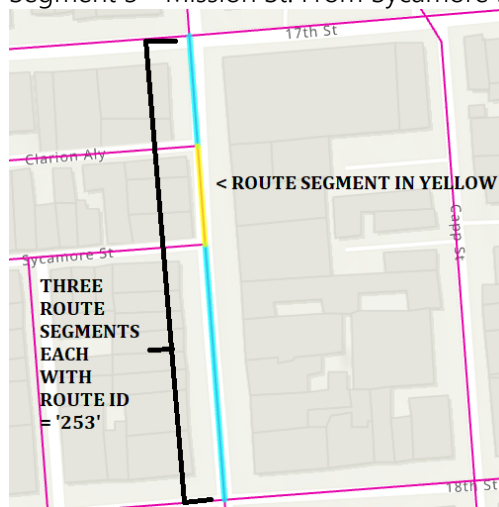 Segment 3 – Mission St. From Sycamore
17th St
Clarion Aly
< ROUTE SEGMENT IN YELLOW
Capp St
Sycamore St
THREE
ROUTE
SEGMENTS
EACH
WITH
ROUTE ID
= '253'
18th St